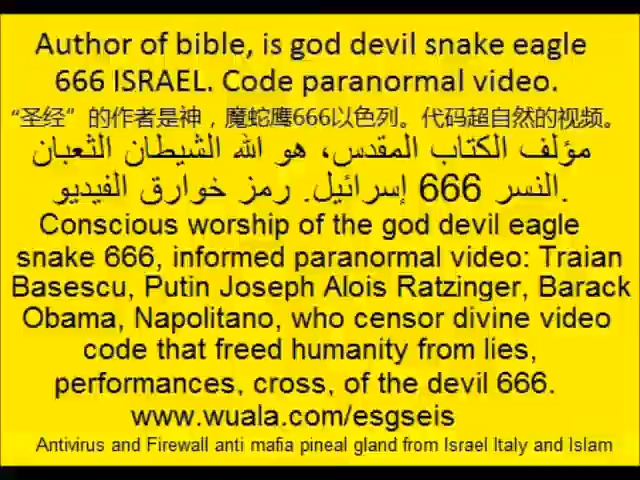 Author of bible, is god devil snake eagle
666 ISRAEL. Code paranormal video.
“圣经”的作者是神，魔蛇鹰666以色列。代码超自然的视频。
مؤلف الكتاب المقدس، هو الله الشيطان الثعبان
النسر 666 إسرائيل. رمز خوارق الفيديو.
Conscious worship of the god devil eagle
snake 666, informed paranormal video: Traian
Basescu, Putin Joseph Alois Ratzinger, Barack
Obama, Napolitano, who censor divine video
code that freed humanity from lies,
performances, cross, of the devil 666.
www.wuala.com/esgseis
Antivirus and Firewall anti mafia pineal gland from Israel Italy and Islam